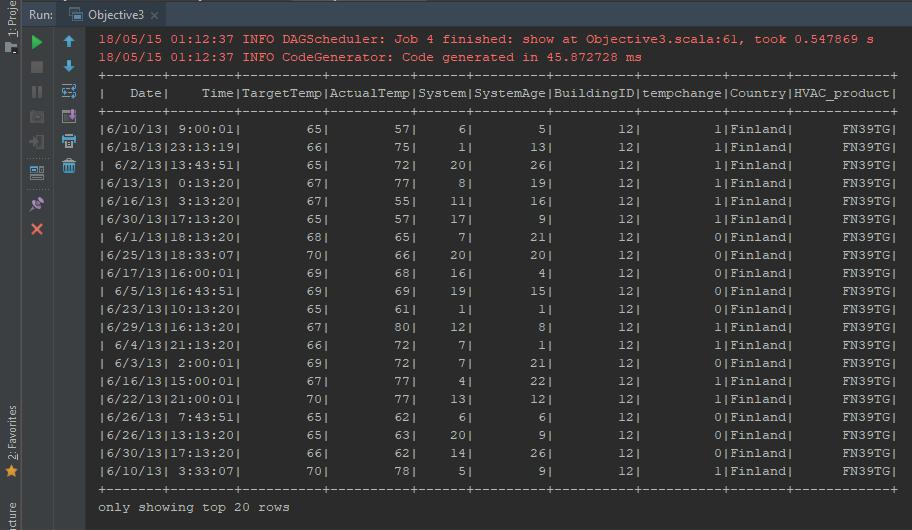 Run: Objective3
1: Proje
18/05/15 01:12:37 INFO DAGScheduler: Job 4 finished: show at Objective3.scala:61, took 0.547869 s
18/05/15 01:12:37 INFO CodeGenerator: Code generated in 45.872728 ms
+-------+--------+----------+----------+------+---------+----------+----------+-------+------------+
|   Date|    Time|TargetTemp|ActualTemp|System|SystemAge|BuildingID|tempchange|Country|HVAC_product|
+-------+--------+----------+----------+------+---------+----------+----------+-------+------------+
|6/10/13| 9:00:01|        65|        57|     6|        5|        12|         1|Finland|      FN39TG|
|6/18/13|23:13:19|        66|        75|     1|       13|        12|         1|Finland|      FN39TG|
| 6/2/13|13:43:51|        65|        72|    20|       26|        12|         1|Finland|      FN39TG|
|6/13/13| 0:13:20|        67|        77|     8|       19|        12|         1|Finland|      FN39TG|
|6/16/13| 3:13:20|        67|        55|    11|       16|        12|         1|Finland|      FN39TG|
|6/30/13|17:13:20|        65|        57|    17|        9|        12|         1|Finland|      FN39TG|
| 6/1/13|18:13:20|        68|        65|     7|       21|        12|         0|Finland|      FN39TG|
|6/25/13|18:33:07|        70|        66|    20|       20|        12|         0|Finland|      FN39TG|
|6/17/13|16:00:01|        69|        68|    16|        4|        12|         0|Finland|      FN39TG|
| 6/5/13|16:43:51|        69|        69|    19|       15|        12|         0|Finland|      FN39TG|
|6/23/13|10:13:20|        65|        61|     1|        1|        12|         0|Finland|      FN39TG|
|6/29/13|16:13:20|        67|        80|    12|        8|        12|         1|Finland|      FN39TG|
| 6/4/13|21:13:20|        66|        72|     7|        1|        12|         1|Finland|      FN39TG|
| 6/3/13| 2:00:01|        69|        72|     7|       21|        12|         0|Finland|      FN39TG|
|6/16/13|15:00:01|        67|        77|     4|       22|        12|         1|Finland|      FN39TG|
|6/22/13|21:00:01|        70|        77|    13|       12|        12|         1|Finland|      FN39TG|
|6/26/13| 7:43:51|        65|        62|     6|        6|        12|         0|Finland|      FN39TG|
|6/26/13|13:13:20|        65|        63|    20|        9|        12|         0|Finland|      FN39TG|
|6/30/13|17:13:20|        66|        62|    14|       26|        12|         0|Finland|      FN39TG|
|6/10/13| 3:33:07|        70|        78|     5|        9|        12|         1|Finland|      FN39TG|
+-------+--------+----------+----------+------+---------+----------+----------+-------+------------+
only showing top 20 rows
2: Favorites
cture